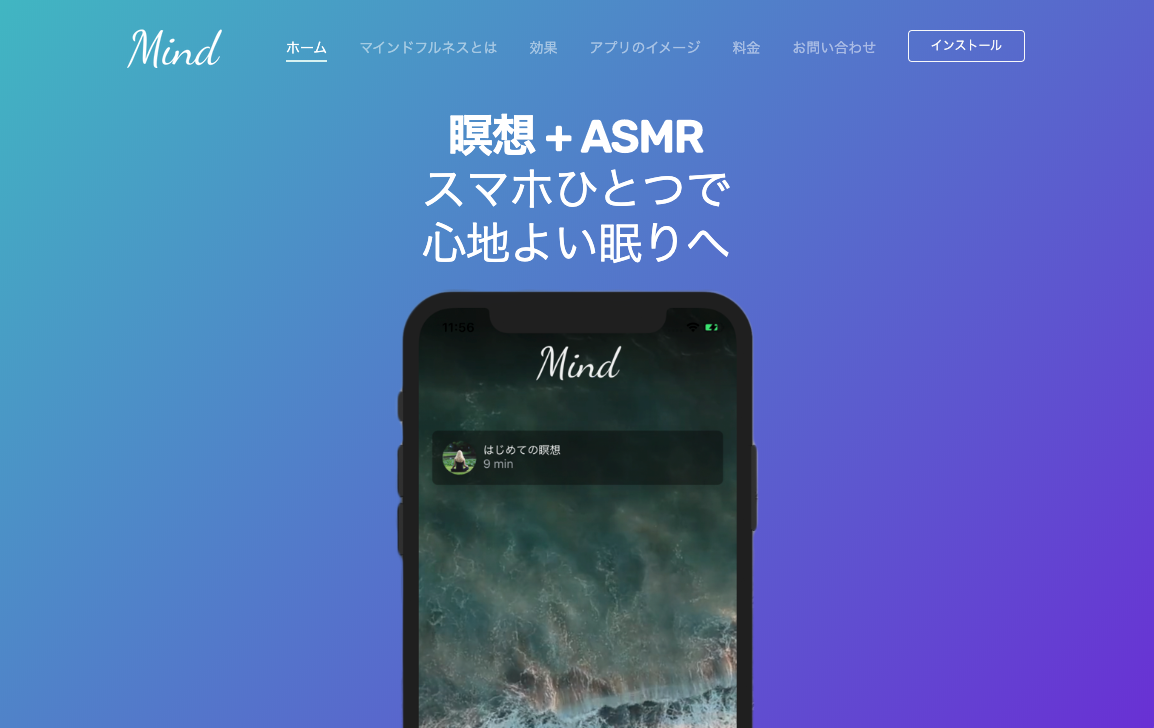 Mind
ホーム
マインドフルネスとは
効果
アプリのイメージ
料金
お問い合わせ
インストール
瞑想 + ASMR
スマホひとつで
心地よい眠りへ
11:56
Mind
はじめての瞑想
9 min